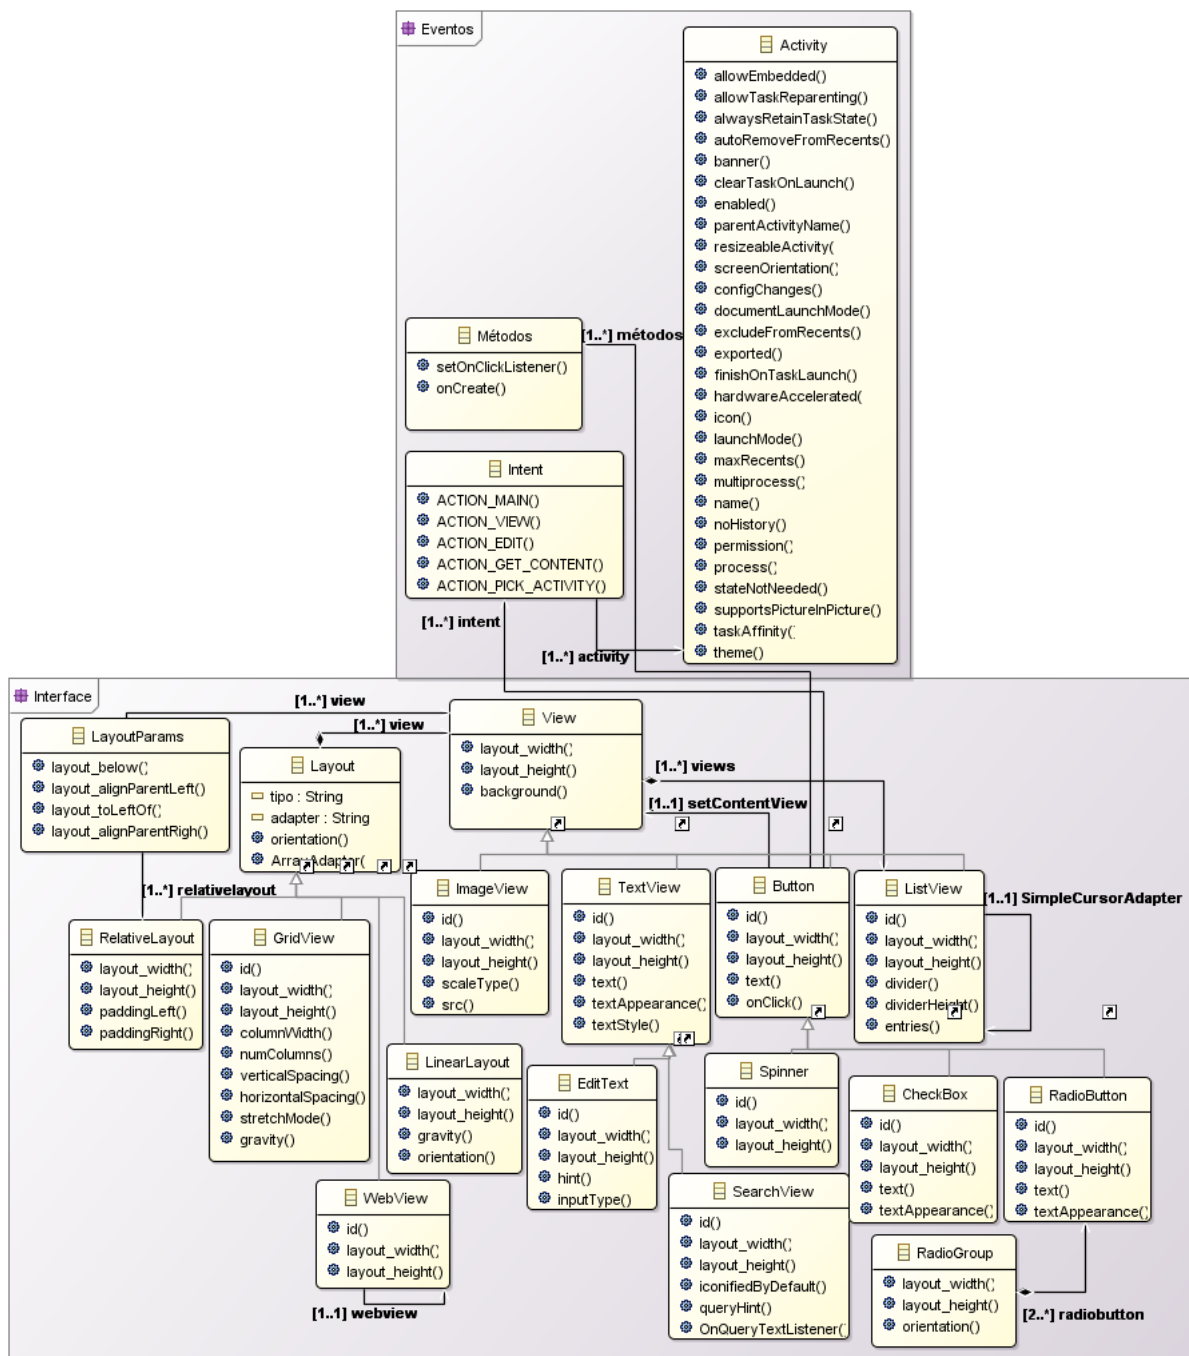 Eventos
Activity
allowEmbedded()
allowTaskReparenting()
alwaysRetainTaskState()
autoRemoveFromRecents()
banner()
clearTaskOnLaunch()
enabled()
parentActivityName()
resizeableActivity(
screenOrientation()
configChanges()
documentLaunchMode()
excludeFromRecents()
exported()
finishOnTaskLaunch()
hardwareAccelerated(
icon()
launchMode()
maxRecents()
multiprocess()
name()
noHistory()
permission()
process()
stateNotNeeded()
supportsPictureInPicture()
taskAffinity(
theme()
Métodos
setOnClickListener()
onCreate()
[1..*] métodos
Intent
ACTION_MAIN()
ACTION_VIEW()
ACTION_EDIT()
ACTION_GET_CONTENT()
ACTION_PICK_ACTIVITY()
[1..*] intent
[1..*] activity
Interface
[1..*] view
[1..*] view
LayoutParams
layout_below()
layout_alignParentLeft()
layout_toLeftOf()
layout_alignParentRigh()
Layout
tipo : String
adapter : String
orientation()
ArrayAdapter(
View
layout_width()
layout_height()
background()
[1..*] views
[1..1] setContentView
[1..*] relativelayout
RelativeLayout
layout_width()
layout_height()
paddingLeft()
paddingRight()
GridView
id()
layout_width()
layout_height()
columnWidth()
numColumns()
verticalSpacing()
horizontalSpacing()
stretchMode()
gravity()
ImageView
id()
layout_width()
layout_height()
scaleType()
src()
TextView
id()
layout_width()
layout_height()
text()
textAppearance()
textStyle()
Button
id()
layout_width()
layout_height()
text()
onClick()
ListView
id()
layout_width()
layout_height()
divider()
dividerHeight()
entries()
[1..1] SimpleCursorAdapter
LinearLayout
layout_width()
layout_height()
gravity()
orientation()
EditText
id()
layout_width()
layout_height()
hint()
inputType()
Spinner
id()
layout_width()
layout_height()
CheckBox
id()
layout_width()
layout_height()
text()
textAppearance()
RadioButton
id()
layout_width()
layout_height()
text()
textAppearance()
WebView
id()
layout_width()
layout_height()
[1..1] webview
SearchView
id()
layout_width()
layout_height()
iconifiedByDefault()
queryHint()
OnQueryTextListener()
RadioGroup
layout_width()
layout_height()
orientation()
[2..*] radiobutton